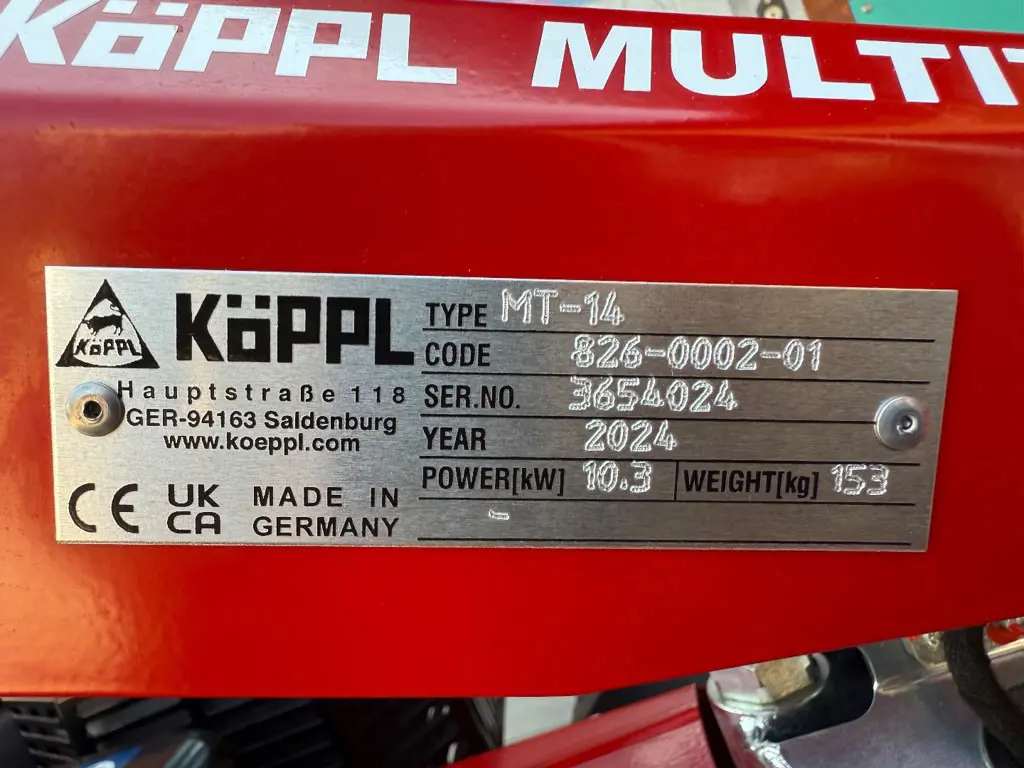 KÖPPL MULTI
KÖPPL
KÖPPL
Hauptstraße 118
GER-94163 Saldenburg
www.koeppl.com
CE UK CA MADE IN GERMANY
TYPE MT-14
CODE 826-0002-01
SER.NO. 3654024
YEAR 2024
POWER[kW] 10.3 WEIGHT[kg] 153
-